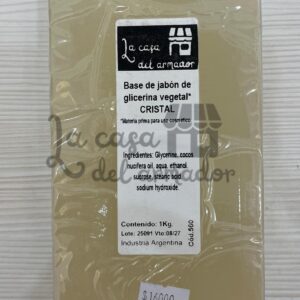 La casa
del armador
Base de jabón de
glicerina vegetal*
CRISTAL
*Materia prima para uso cosmético
Ingredientes: Glycerine, cocos
nucifera oil, aqua, ethanol,
sucrose, stearic acid
sodium hydroxide.
Contenido: 1Kg.
Lote: 25091 Vto:08/27
Industria Argentina
Cód.560
La casa
del armador
$16000